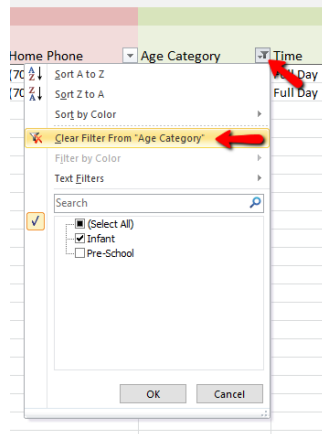 Home Phone Age Category Time
(70 Full Day
(70 Full Day
Sort A to Z
Sort Z to A
Sort by Color
Clear Filter From "Age Category"
Filter by Color
Text Filters
Search
(Select All)
Infant
Pre-School
OK Cancel